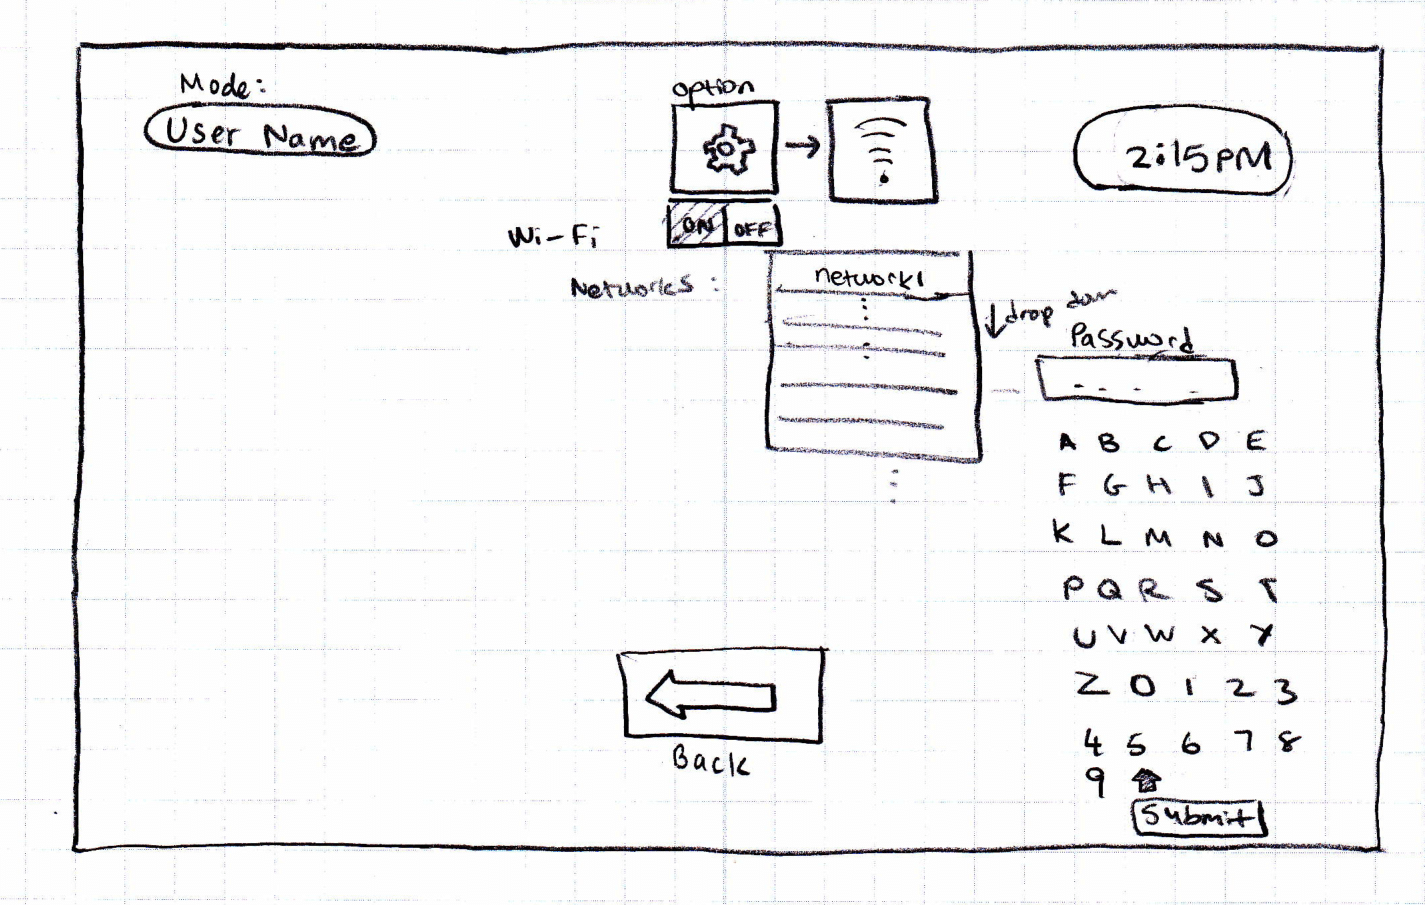 Mode:
User Name
option
2:15PM
Wi-Fi
ON OFF
Networks:
network1
drop down
Password
A B C D E
F G H I J
K L M N O
P Q R S T
U V W X Y
Z 0 1 2 3
4 5 6 7 8
9
Submit
Back